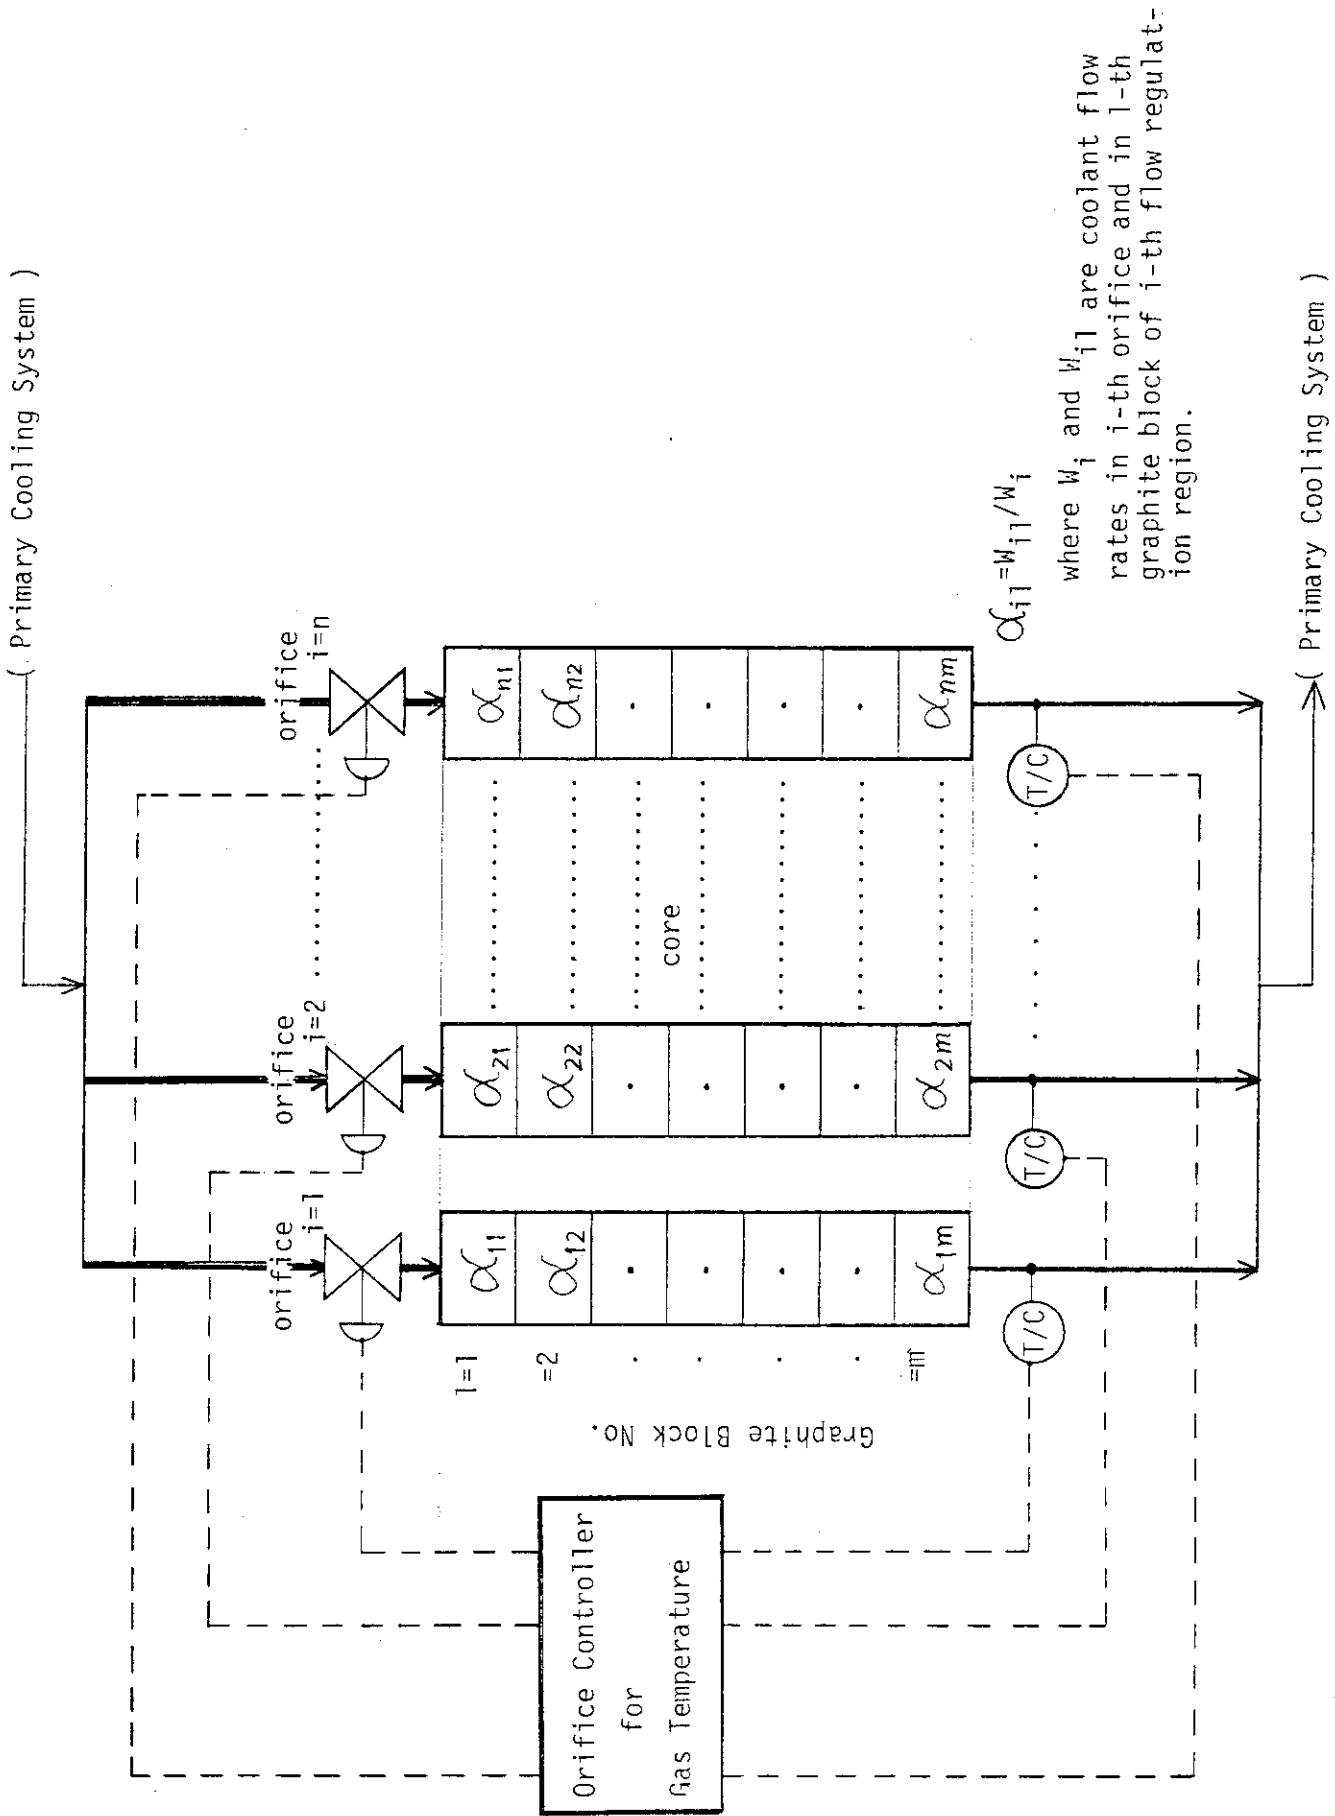 ( Primary Cooling System )
orifice
i=1
orifice
i=2
orifice
i=n
Orifice Controller
for
Gas Temperature
Graphite Block No.
l=1
=2
=m
α11
α12
α1m
α21
α22
α2m
core
αn1
αn2
αnm
T/C
T/C
T/C
αil=Wil/Wi
where Wi and Wil are coolant flow
rates in i-th orifice and in l-th
graphite block of i-th flow regulat-
ion region.
( Primary Cooling System )